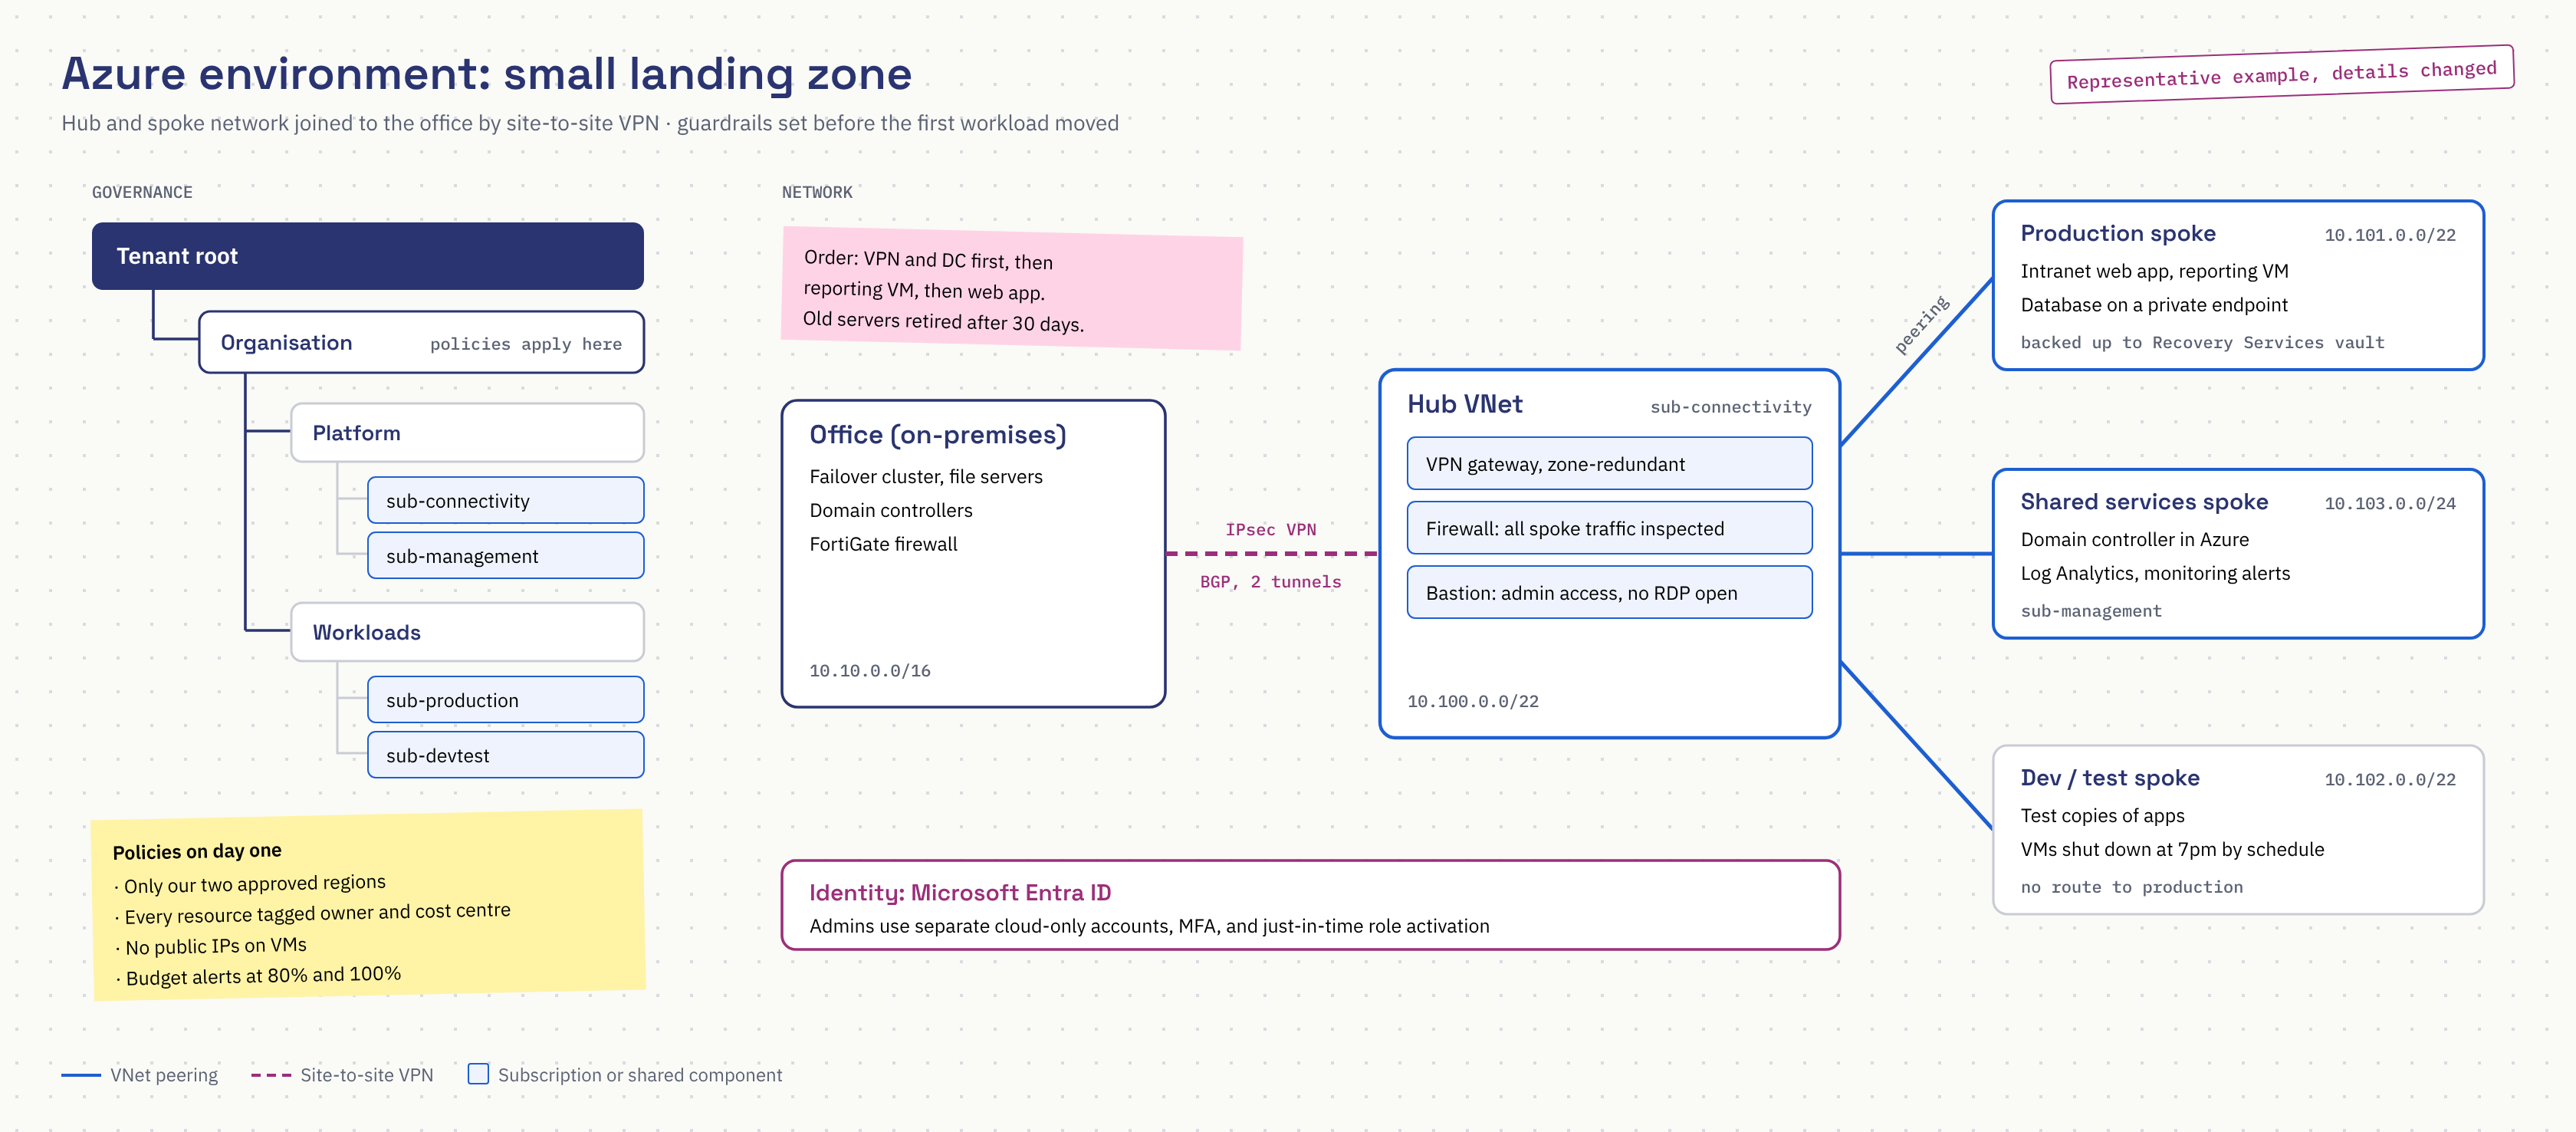 Azure environment: small landing zone
Representative example, details changed
Hub and spoke network joined to the office by site-to-site VPN · guardrails set before the first workload moved
GOVERNANCE
Tenant root
Organisation policies apply here
Platform
sub-connectivity
sub-management
Workloads
sub-production
sub-devtest
Policies on day one
· Only our two approved regions
· Every resource tagged owner and cost centre
· No public IPs on VMs
· Budget alerts at 80% and 100%
NETWORK
Order: VPN and DC first, then
reporting VM, then web app.
Old servers retired after 30 days.
Office (on-premises)
Failover cluster, file servers
Domain controllers
FortiGate firewall
10.10.0.0/16
IPsec VPN
BGP, 2 tunnels
Hub VNet sub-connectivity
VPN gateway, zone-redundant
Firewall: all spoke traffic inspected
Bastion: admin access, no RDP open
10.100.0.0/22
peering
Production spoke 10.101.0.0/22
Intranet web app, reporting VM
Database on a private endpoint
backed up to Recovery Services vault
Shared services spoke 10.103.0.0/24
Domain controller in Azure
Log Analytics, monitoring alerts
sub-management
Dev / test spoke 10.102.0.0/22
Test copies of apps
VMs shut down at 7pm by schedule
no route to production
Identity: Microsoft Entra ID
Admins use separate cloud-only accounts, MFA, and just-in-time role activation
VNet peering
Site-to-site VPN
Subscription or shared component